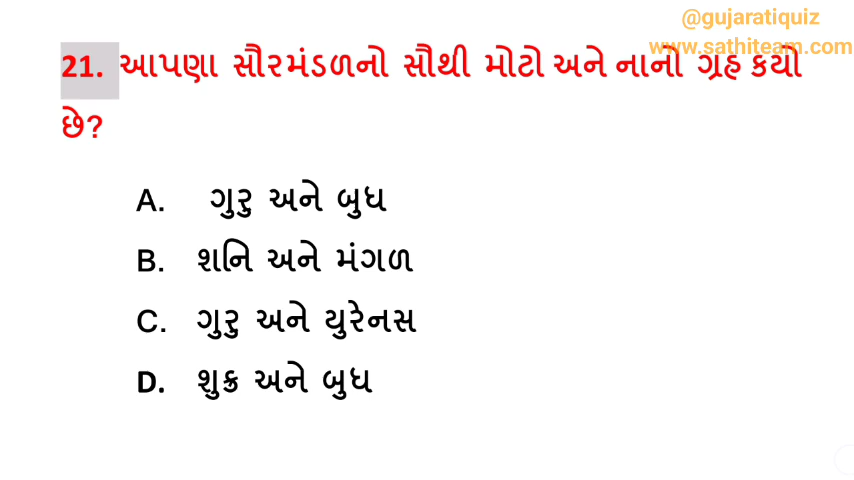 @gujaratiquiz
www.sathiteam.com
21. આપણા સૌરમંડળનો સૌથી મોટો અને નાનો ગ્રહ કયો
છે?
A. ગુરુ અને બુધ
B. શનિ અને મંગળ
C. ગુરુ અને યુરેનસ
D. શુક્ર અને બુધ